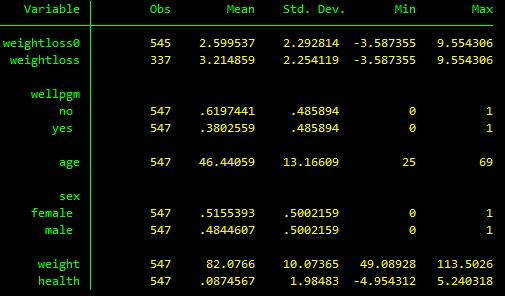 Variable Obs Mean Std. Dev. Min Max
weightloss0 545 2.599537 2.292814 -3.587355 9.554306
weightloss 337 3.214859 2.254119 -3.587355 9.554306
wellpgm
no 547 .6197441 .485894 0 1
yes 547 .3802559 .485894 0 1
age 547 46.44059 13.16609 25 69
sex
female 547 .5155393 .5002159 0 1
male 547 .4844607 .5002159 0 1
weight 547 82.0766 10.07365 49.08928 113.5026
health 547 .0874567 1.98483 -4.954312 5.240318